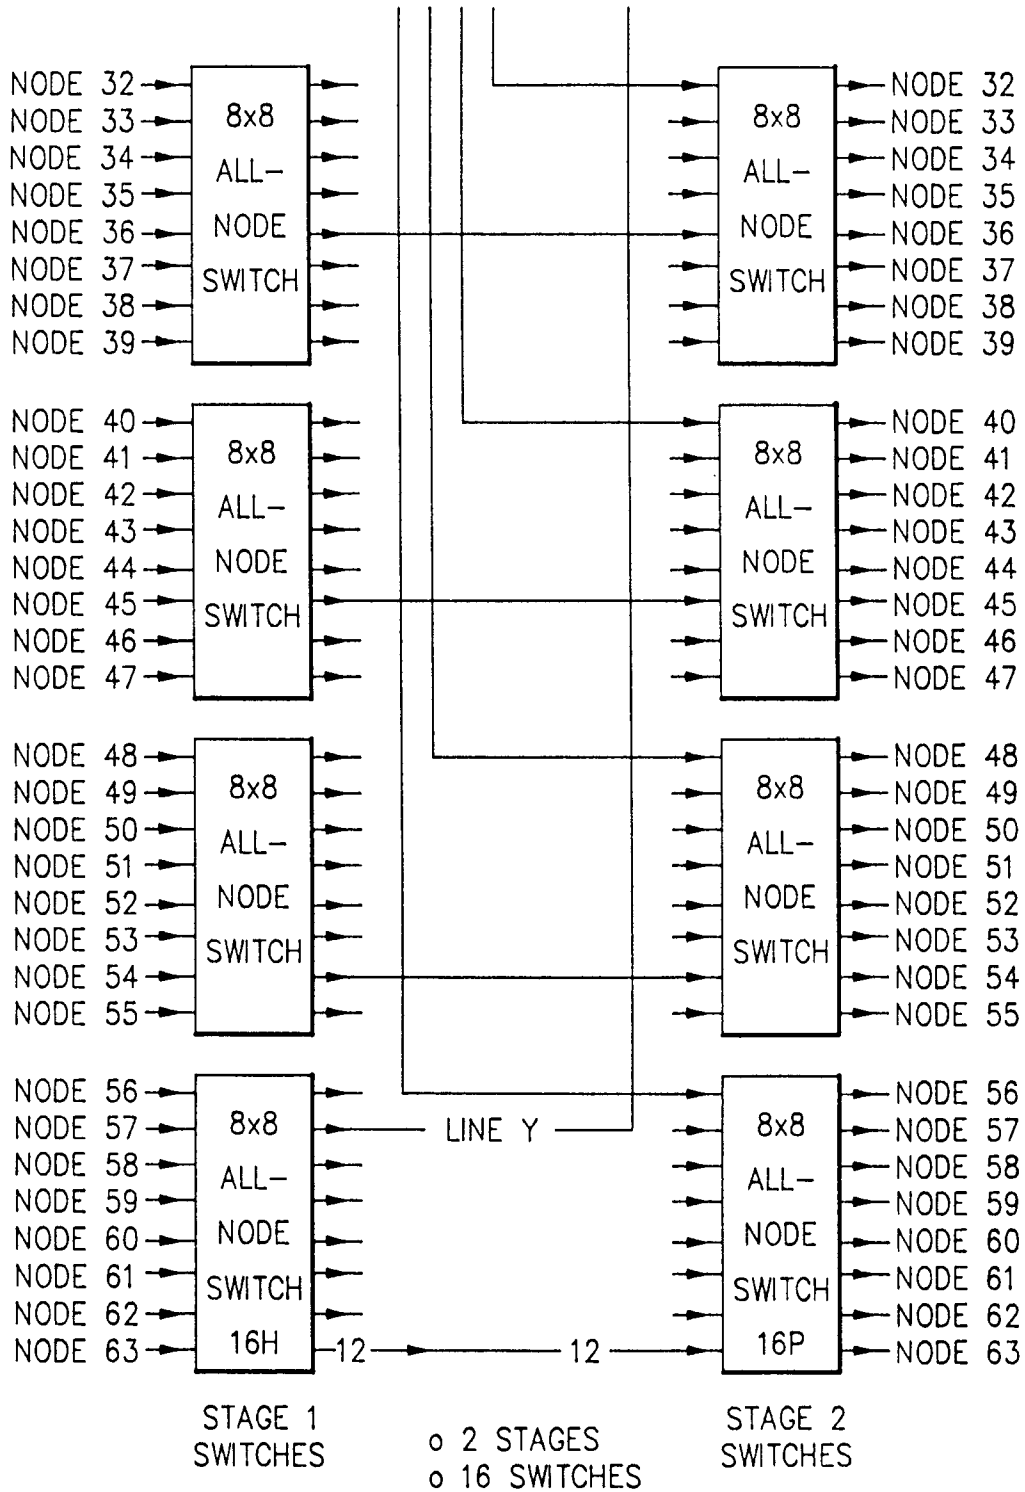 NODE 32 NODE 32
NODE 33 8x8 8x8 NODE 33
NODE 34 NODE 34
ALL- ALL-
NODE 35 NODE 35
NODE 36 NODE NODE NODE 36
NODE 37 NODE 37
SWITCH SWITCH
NODE 38 NODE 38
NODE 39 NODE 39
NODE 40 NODE 40
NODE 41 8x8 8x8 NODE 41
NODE 42 NODE 42
ALL- ALL-
NODE 43 NODE 43
NODE 44 NODE NODE NODE 44
NODE 45 NODE 45
SWITCH SWITCH
NODE 46 NODE 46
NODE 47 NODE 47
NODE 48 NODE 48
NODE 49 8x8 8x8 NODE 49
NODE 50 NODE 50
ALL- ALL-
NODE 51 NODE 51
NODE 52 NODE NODE NODE 52
NODE 53 NODE 53
SWITCH SWITCH
NODE 54 NODE 54
NODE 55 NODE 55
NODE 56 NODE 56
NODE 57 8x8 LINE Y 8x8 NODE 57
NODE 58 NODE 58
ALL- ALL-
NODE 59 NODE 59
NODE 60 NODE NODE NODE 60
NODE 61 NODE 61
SWITCH SWITCH
NODE 62 NODE 62
NODE 63 16H 12 12 16P NODE 63
STAGE 1 STAGE 2
SWITCHES SWITCHES
o 2 STAGES
o 16 SWITCHES